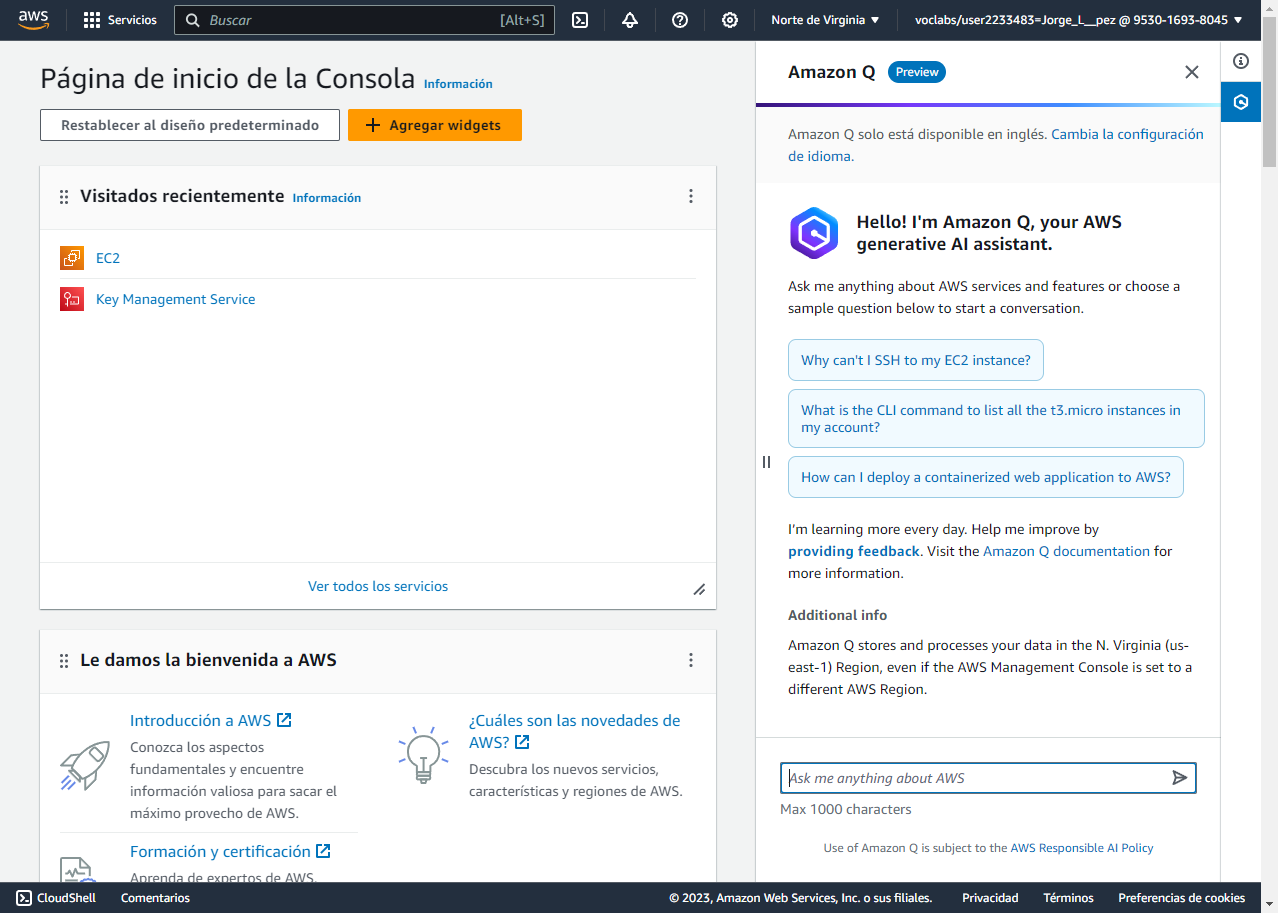 aws
Servicios
Buscar
[Alt+S]
Norte de Virginia
voclabs/user2233483=Jorge_L__pez @ 9530-1693-8045
Página de inicio de la Consola
Información
Restablecer al diseño predeterminado
Agregar widgets
Visitados recientemente
Información
EC2
Key Management Service
Ver todos los servicios
Le damos la bienvenida a AWS
Introducción a AWS
Conozca los aspectos
fundamentales y encuentre
información valiosa para sacar el
máximo provecho de AWS.
¿Cuáles son las novedades de
AWS?
Descubra los nuevos servicios,
características y regiones de AWS.
Formación y certificación
Aprenda de expertos de AWS.
Amazon Q
Preview
Amazon Q solo está disponible en inglés. Cambia la configuración
de idioma.
Hello! I'm Amazon Q, your AWS
generative AI assistant.
Ask me anything about AWS services and features or choose a
sample question below to start a conversation.
Why can't I SSH to my EC2 instance?
What is the CLI command to list all the t3.micro instances in
my account?
How can I deploy a containerized web application to AWS?
I'm learning more every day. Help me improve by
providing feedback. Visit the Amazon Q documentation for
more information.
Additional info
Amazon Q stores and processes your data in the N. Virginia (us-
east-1) Region, even if the AWS Management Console is set to a
different AWS Region.
Ask me anything about AWS
Max 1000 characters
Use of Amazon Q is subject to the AWS Responsible AI Policy
CloudShell
Comentarios
© 2023, Amazon Web Services, Inc. o sus filiales.
Privacidad
Términos
Preferencias de cookies